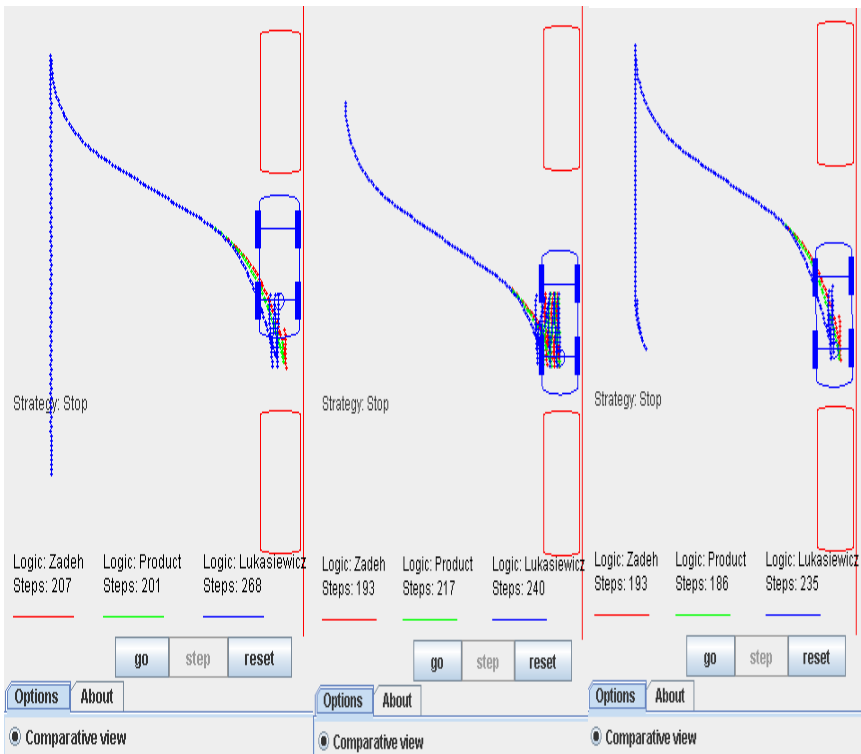 Strategy: Stop
Logic: Zadeh Logic: Product Logic: Lukasiewicz
Steps: 207 Steps: 201 Steps: 268
go step reset
Options About
Comparative view
Strategy: Stop
Logic: Zadeh Logic: Product Logic: Lukasiewicz
Steps: 193 Steps: 217 Steps: 240
go step reset
Options About
Comparative view
Strategy: Stop
Logic: Zadeh Logic: Product Logic: Lukasiewicz
Steps: 193 Steps: 186 Steps: 235
go step reset
Options About
Comparative view